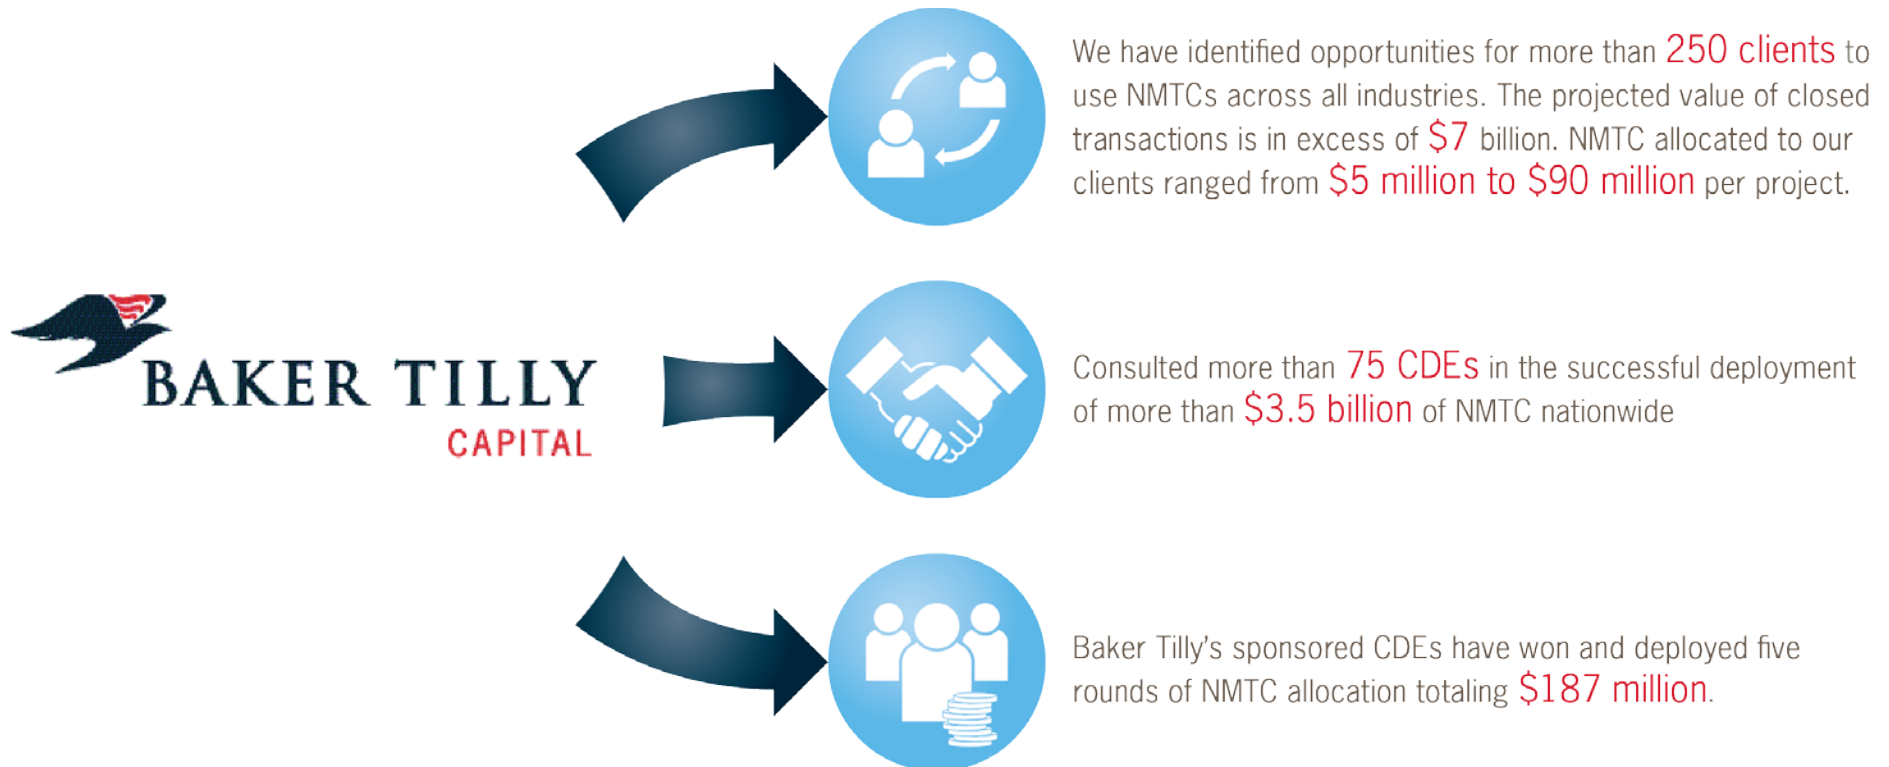 We have identified opportunities for more than 250 clients to
use NMTCs across all industries. The projected value of closed
transactions is in excess of $7 billion. NMTC allocated to our
clients ranged from $5 million to $90 million per project.
BAKER TILLY
CAPITAL
Consulted more than 75 CDEs in the successful deployment
of more than $3.5 billion of NMTC nationwide
Baker Tilly’s sponsored CDEs have won and deployed five
rounds of NMTC allocation totaling $187 million.